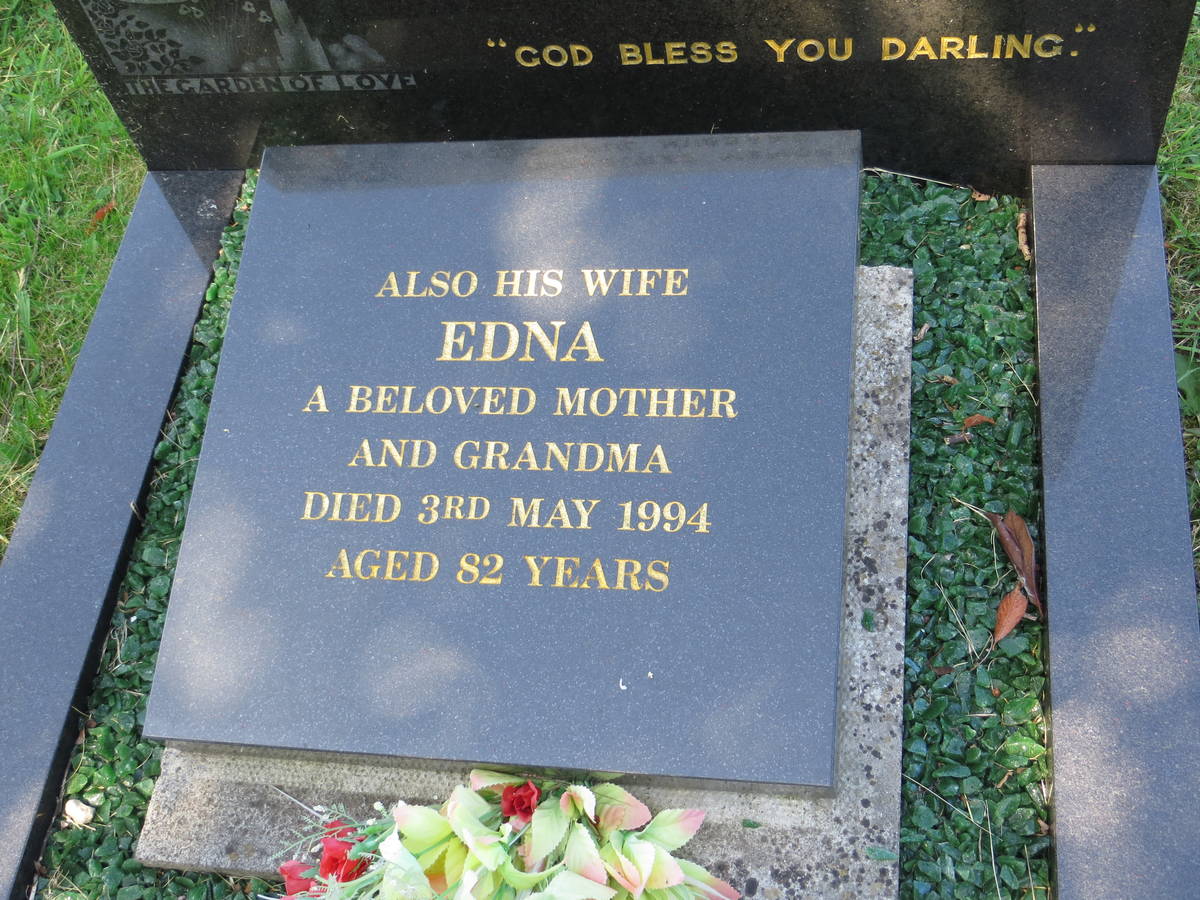 "GOD BLESS YOU DARLING."
THE GARDEN OF LOVE
ALSO HIS WIFE
EDNA
A BELOVED MOTHER
AND GRANDMA
DIED 3RD MAY 1994
AGED 82 YEARS